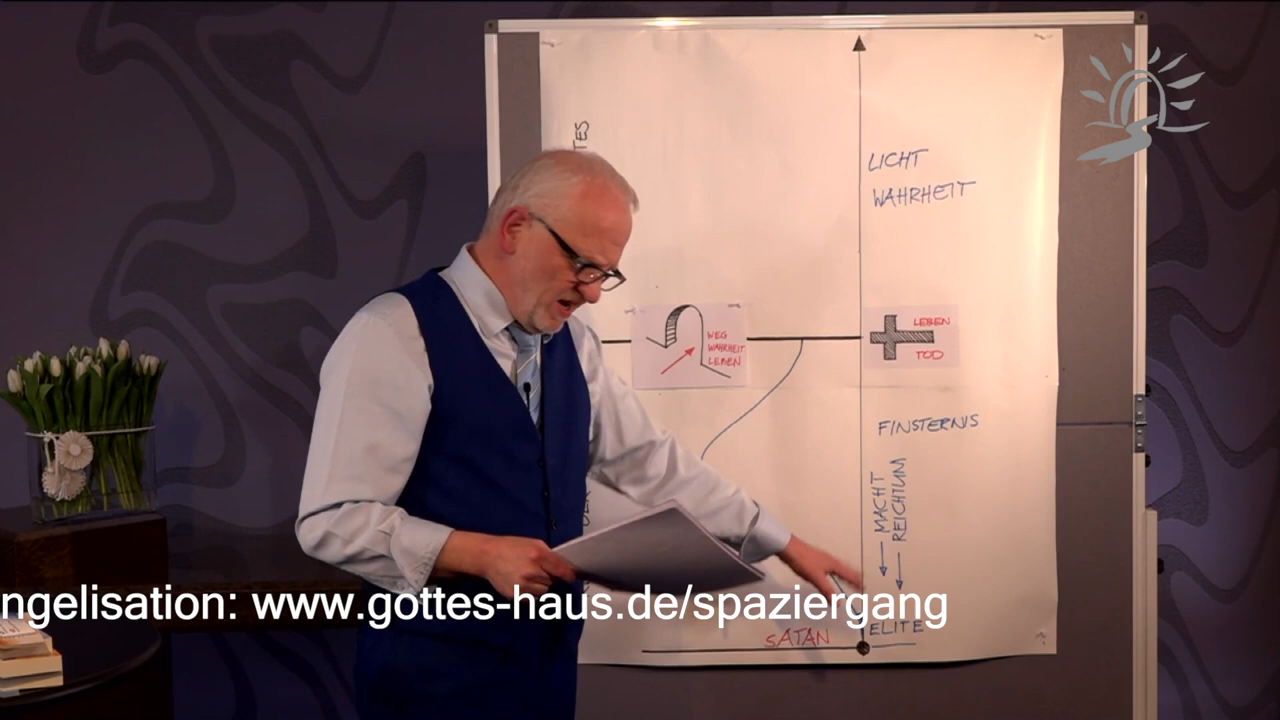 TES
LICHT
WAHRHEIT
WEG
WAHRHEIT
LEBEN
LEBEN
TOD
FINSTERNIS
MACHT
REICHTUM
ngelisation: www.gottes-haus.de/spaziergang
SATAN
ELITE